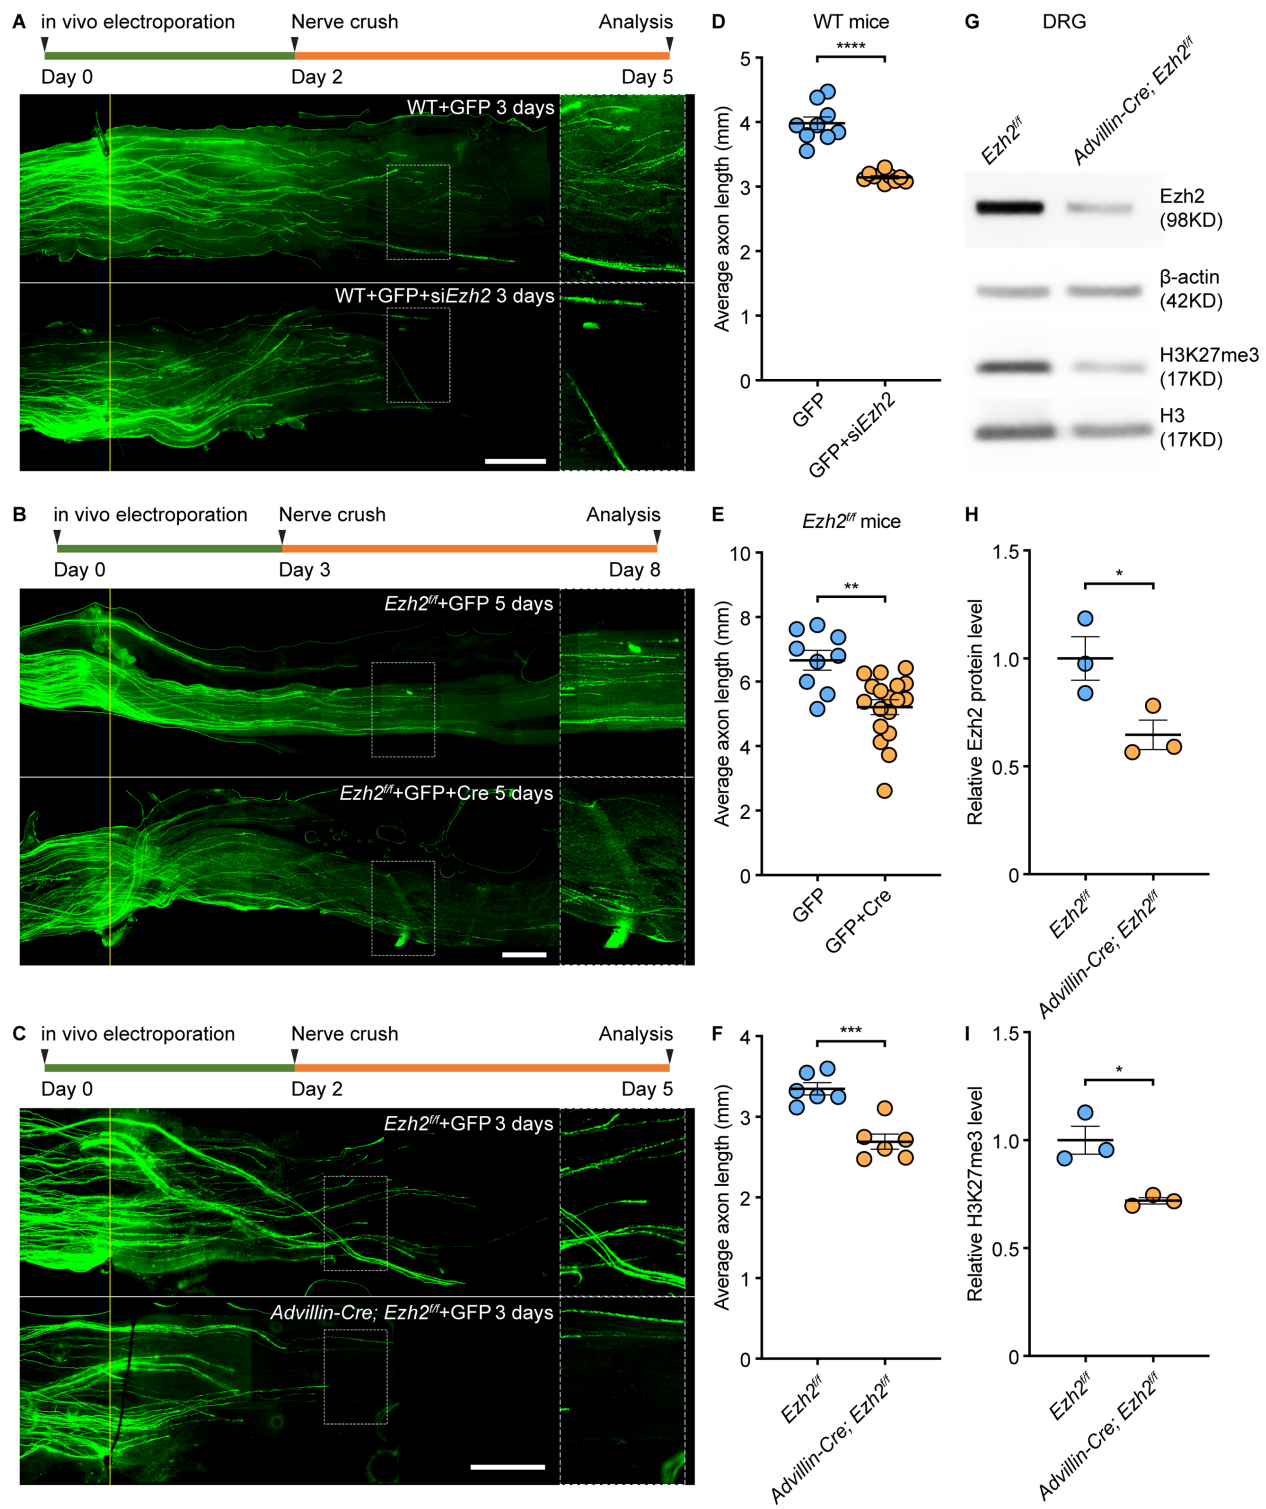 A
in vivo electroporation
Nerve crush
Analysis
Day 0
Day 2
Day 5
WT+GFP 3 days
WT+GFP+siEzh2 3 days
B
in vivo electroporation
Nerve crush
Analysis
Day 0
Day 3
Day 8
Ezh2f/f+GFP 5 days
Ezh2f/f+GFP+Cre 5 days
C
in vivo electroporation
Nerve crush
Analysis
Day 0
Day 2
Day 5
Ezh2f/f+GFP 3 days
Advillin-Cre; Ezh2f/f+GFP 3 days
D
WT mice
****
Average axon length (mm)
5
4
3
2
1
0
GFP
GFP+siEzh2
E
Ezh2f/f mice
**
Average axon length (mm)
10
8
6
4
2
0
GFP
GFP+Cre
F
***
Average axon length (mm)
4
3
2
1
0
Ezh2f/f
Advillin-Cre; Ezh2f/f
G
DRG
Ezh2f/f
Advillin-Cre; Ezh2f/f
Ezh2
(98KD)
β-actin
(42KD)
H3K27me3
(17KD)
H3
(17KD)
H
*
Relative Ezh2 protein level
1.5
1.0
0.5
0
Ezh2f/f
Advillin-Cre; Ezh2f/f
I
*
Relative H3K27me3 level
1.5
1.0
0.5
0
Ezh2f/f
Advillin-Cre; Ezh2f/f